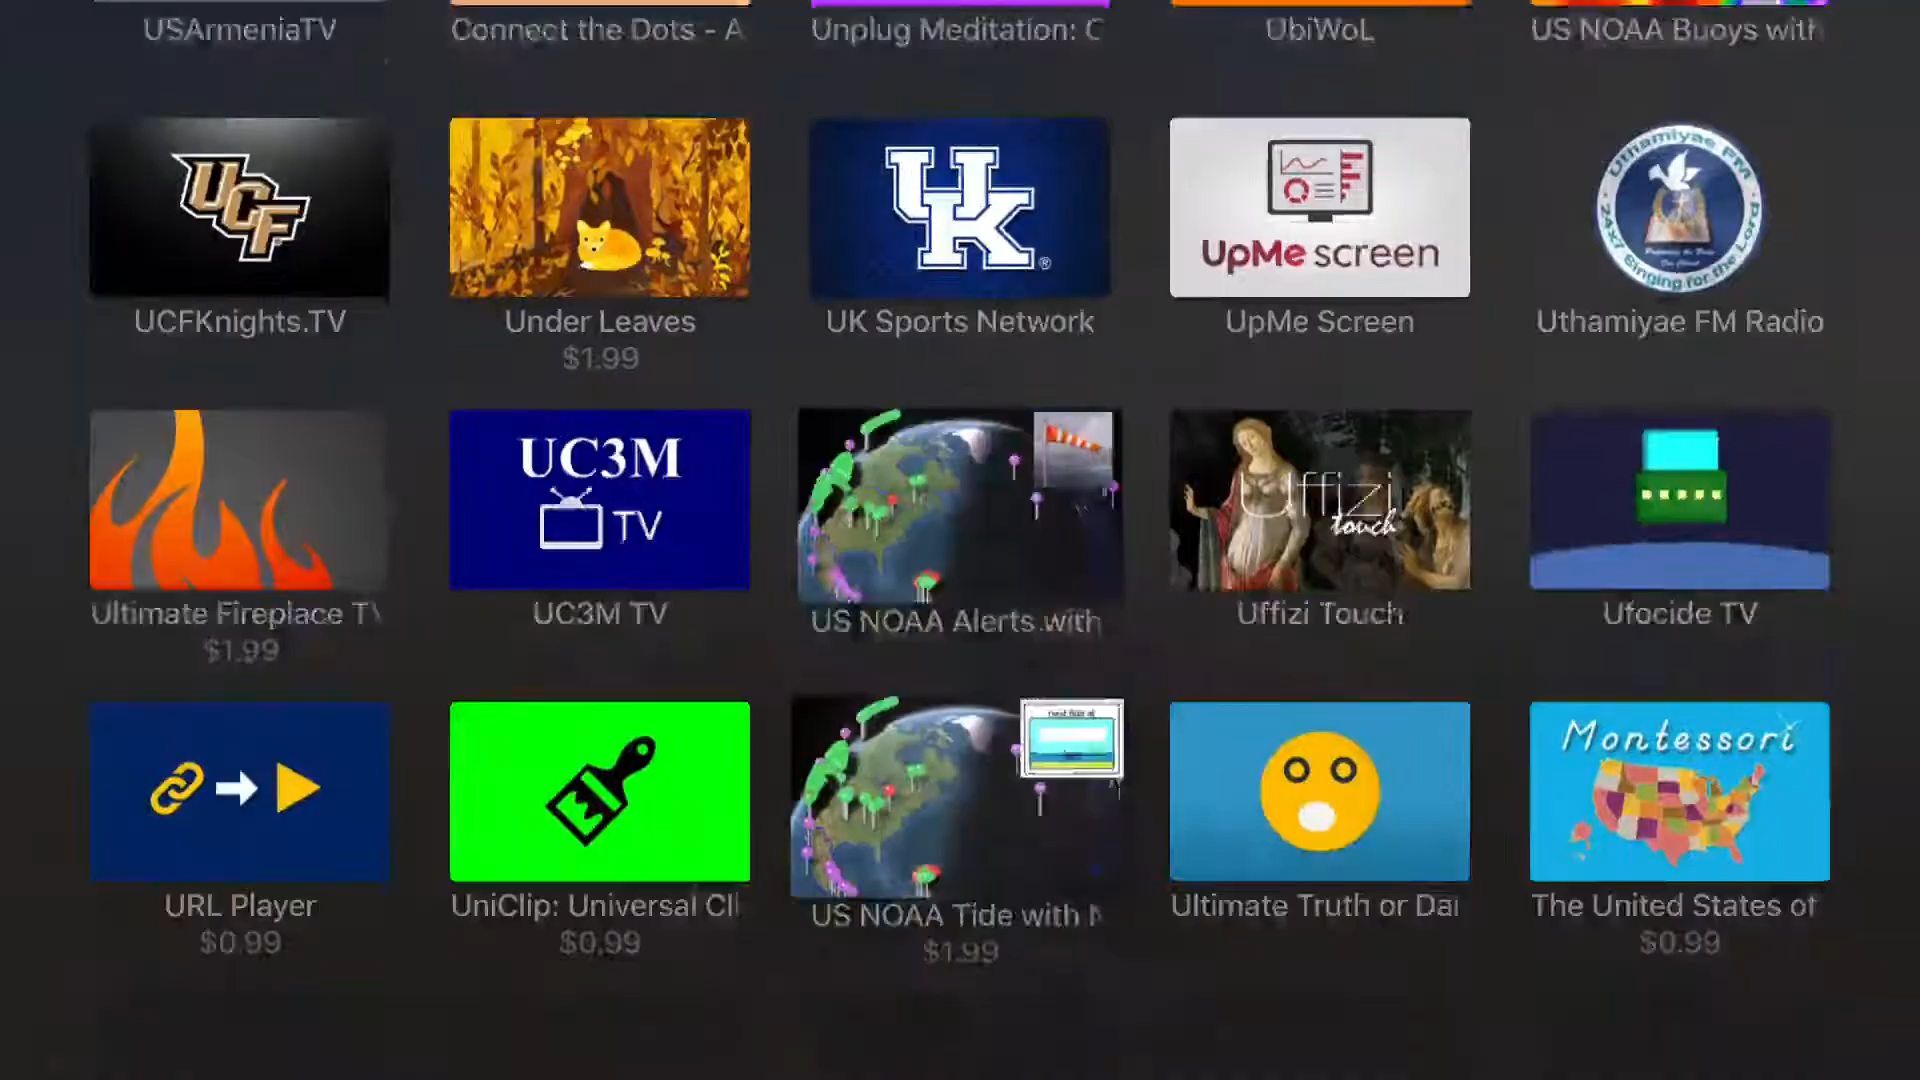 USArmeniaTV
Connect the Dots - A
Unplug Meditation: C
UbiWoL
US NOAA Buoys with
UCF
UK
®
UpMe screen
Uthamiyae FM
24x7 Singing for the Lord
UCFKnights.TV
Under Leaves
UK Sports Network
UpMe Screen
Uthamiyae FM Radio
$1.99
UC3M
TV
Uffizi
touch
Ultimate Fireplace TV
UC3M TV
US NOAA Alerts with
Uffizi Touch
Ufocide TV
$1.99
Montessori
URL Player
UniClip: Universal Cli
US NOAA Tide with N
Ultimate Truth or Dar
The United States of
$0.99
$0.99
$1.99
$0.99